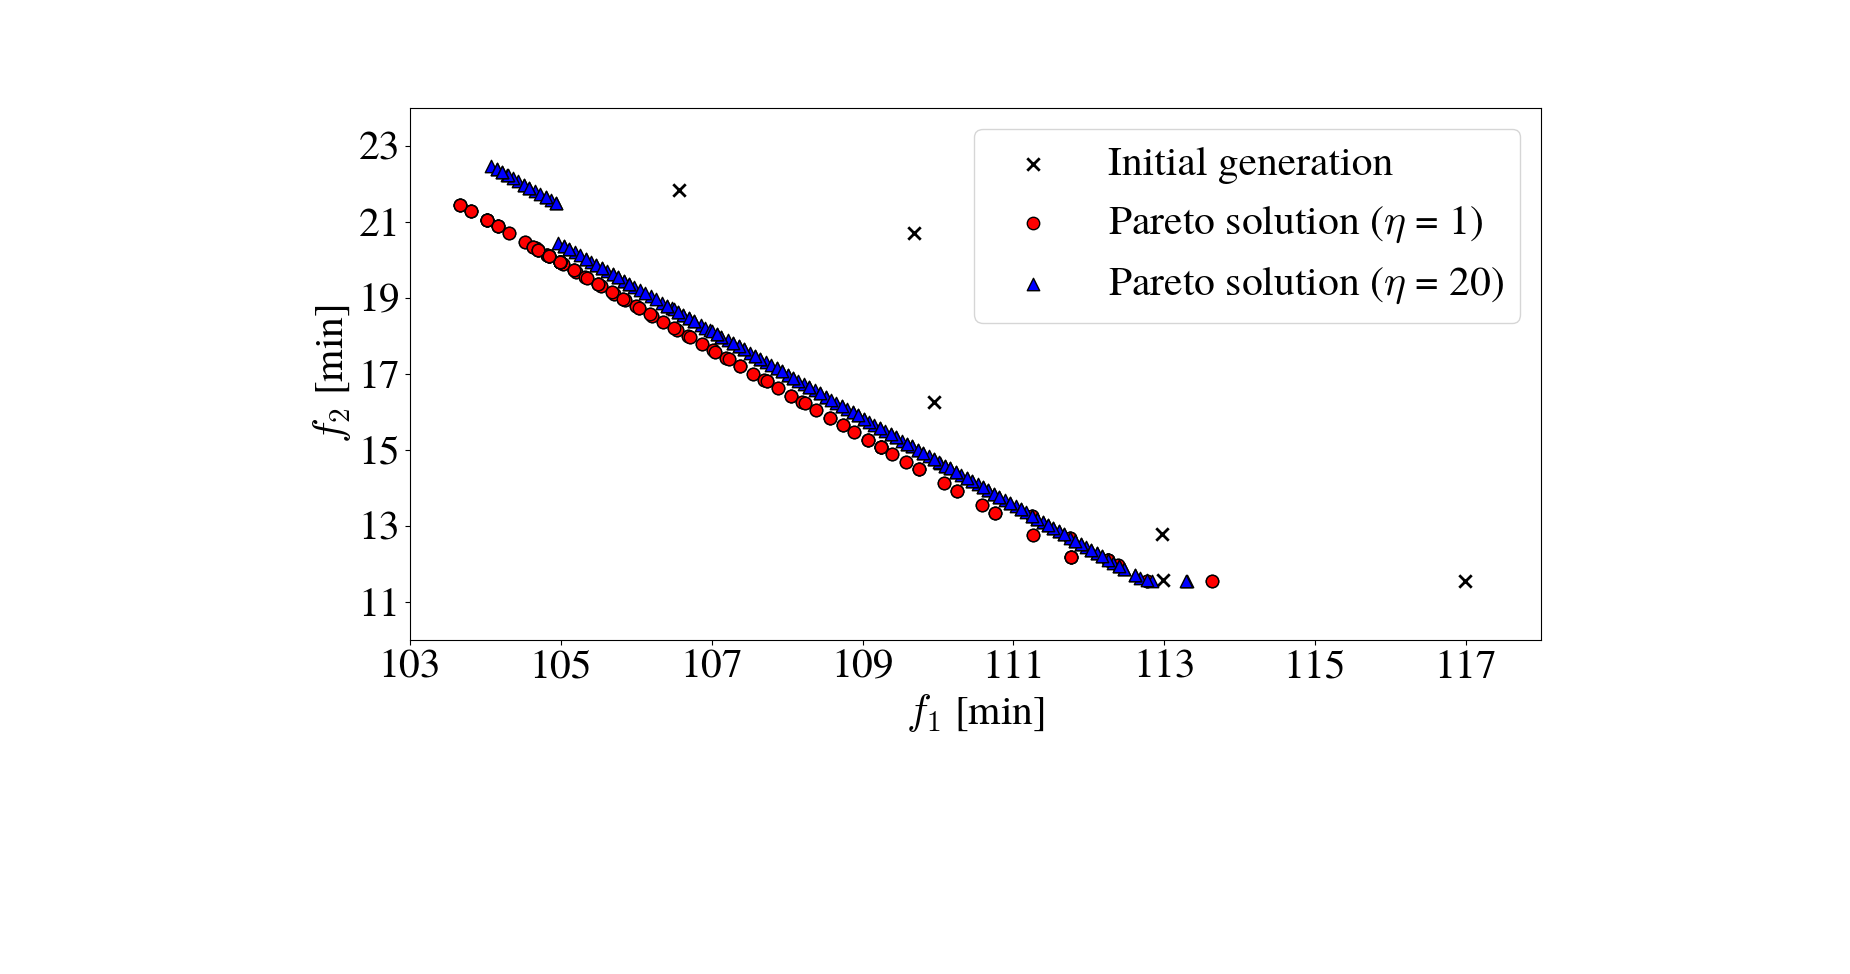 23
21
19
17
15
13
11
f2 [min]
Initial generation
Pareto solution (η = 1)
Pareto solution (η = 20)
103 105 107 109 111 113 115 117
f1 [min]